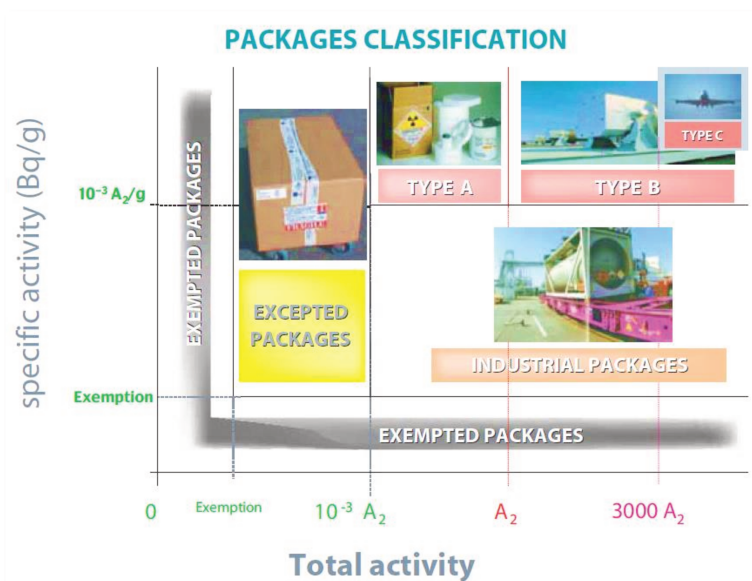 PACKAGES CLASSIFICATION
specific activity (Bq/g)
10⁻³ A₂/g
Exemption
EXEMPTED PACKAGES
EXCEPTED
PACKAGES
FRAGILE
TYPE A
TYPE B
TYPE C
INDUSTRIAL PACKAGES
EXEMPTED PACKAGES
0
Exemption
10⁻³ A₂
A₂
3000 A₂
Total activity